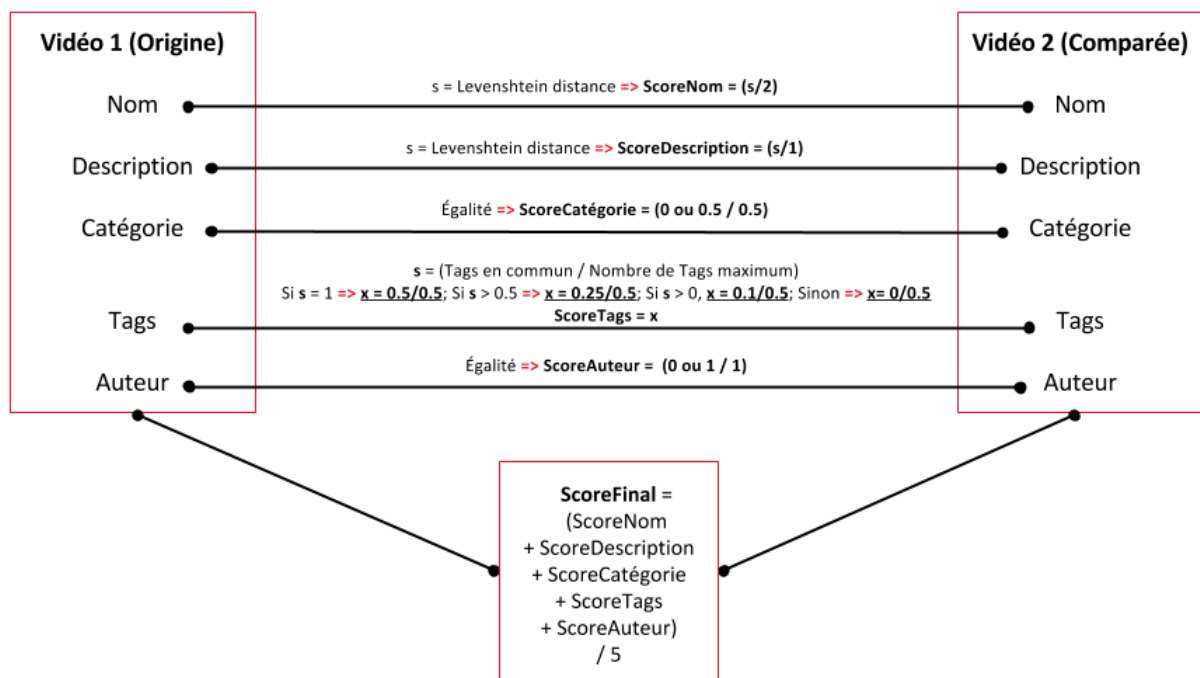 Vidéo 1 (Origine)
Vidéo 2 (Comparée)
s = Levenshtein distance => ScoreNom = (s/2)
Nom
Nom
s = Levenshtein distance => ScoreDescription = (s/1)
Description
Description
Égalité => ScoreCatégorie = (0 ou 0.5 / 0.5)
Catégorie
Catégorie
s = (Tags en commun / Nombre de Tags maximum)
Si s = 1 => x = 0.5/0.5; Si s > 0.5 => x = 0.25/0.5; Si s > 0, x = 0.1/0.5; Sinon => x= 0/0.5
ScoreTags = x
Tags
Tags
Égalité => ScoreAuteur = (0 ou 1 / 1)
Auteur
Auteur
ScoreFinal =
(ScoreNom
+ ScoreDescription
+ ScoreCatégorie
+ ScoreTags
+ ScoreAuteur)
/ 5